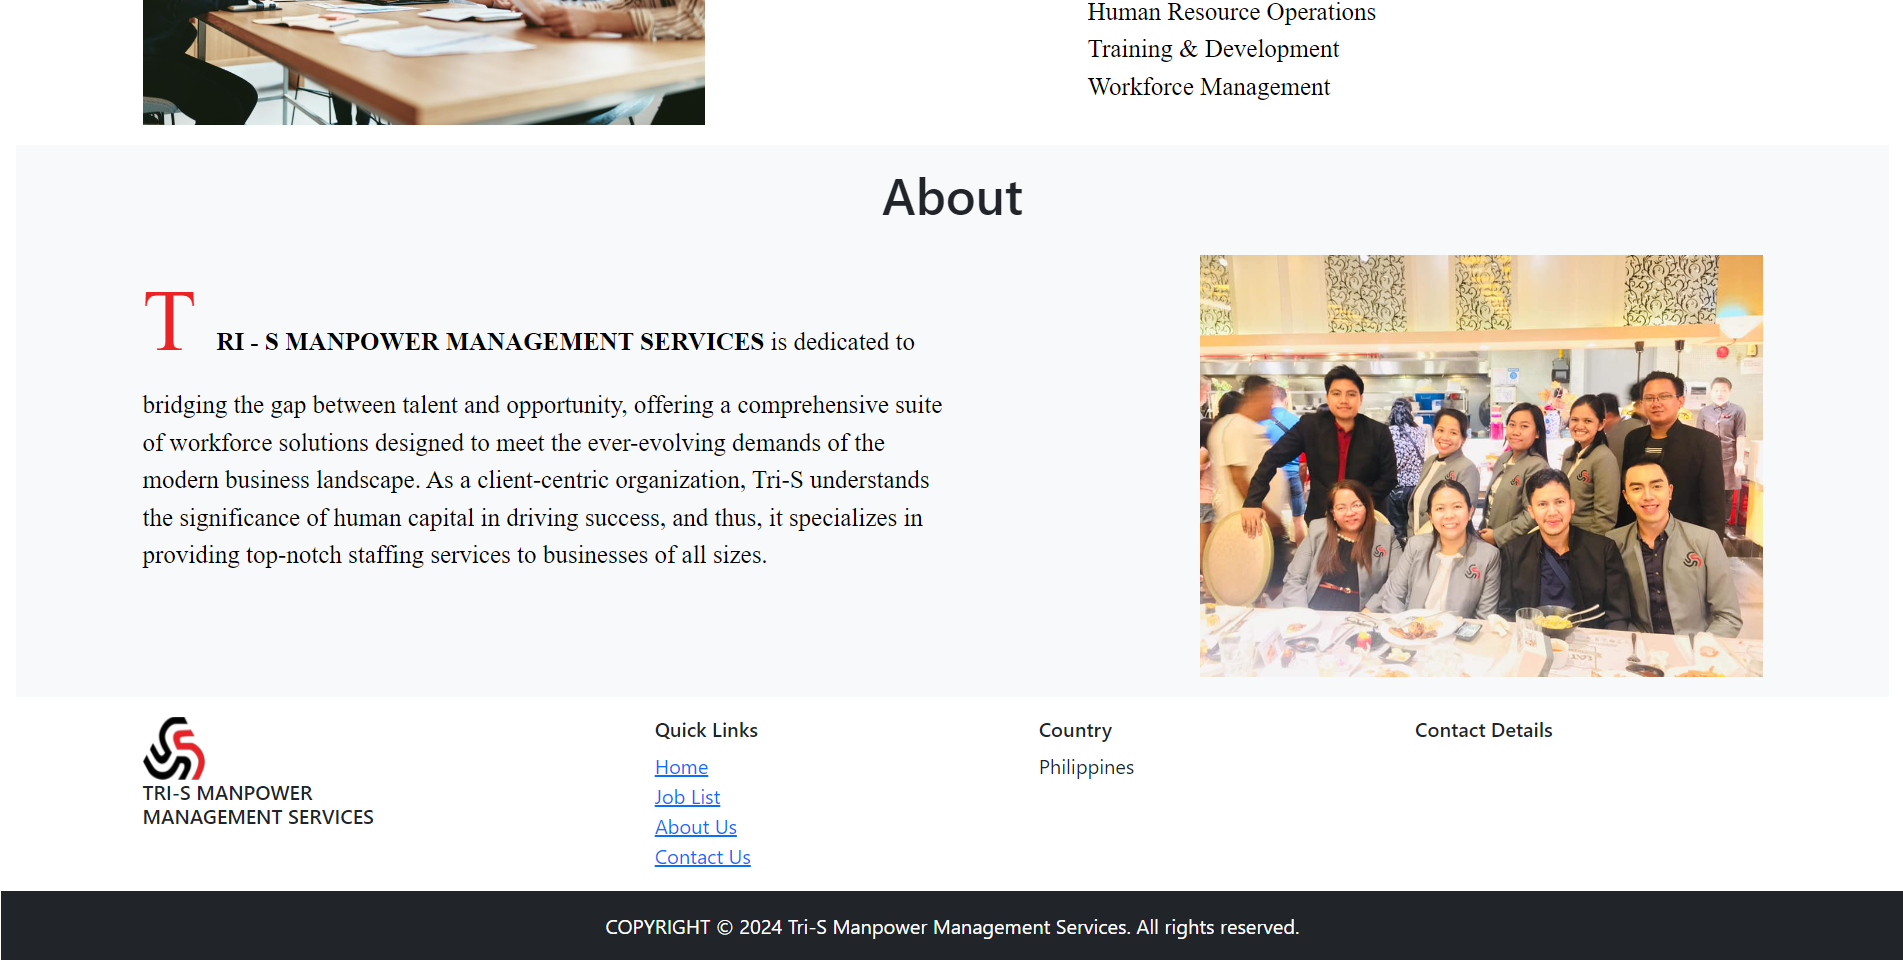 Human Resource Operations
Training & Development
Workforce Management
About
TRI - S MANPOWER MANAGEMENT SERVICES is dedicated to
bridging the gap between talent and opportunity, offering a comprehensive suite
of workforce solutions designed to meet the ever-evolving demands of the
modern business landscape. As a client-centric organization, Tri-S understands
the significance of human capital in driving success, and thus, it specializes in
providing top-notch staffing services to businesses of all sizes.
TRI-S MANPOWER
MANAGEMENT SERVICES
Quick Links
Home
Job List
About Us
Contact Us
Country
Philippines
Contact Details
COPYRIGHT © 2024 Tri-S Manpower Management Services. All rights reserved.